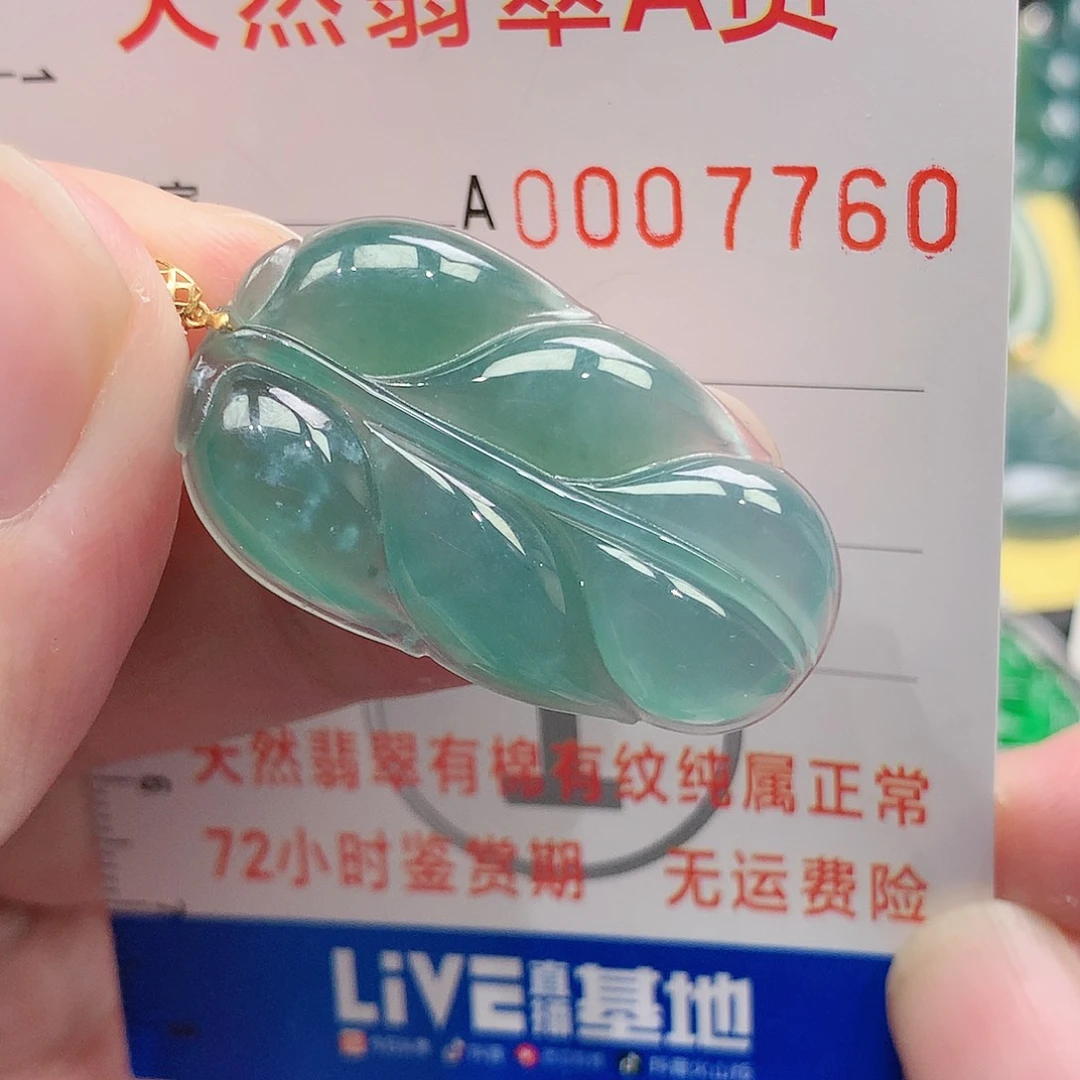 天然翡翠A货
A0007760
天然翡翠有棉有纹纯属正常
72小时鉴赏期 无运费险
LiVE直播基地